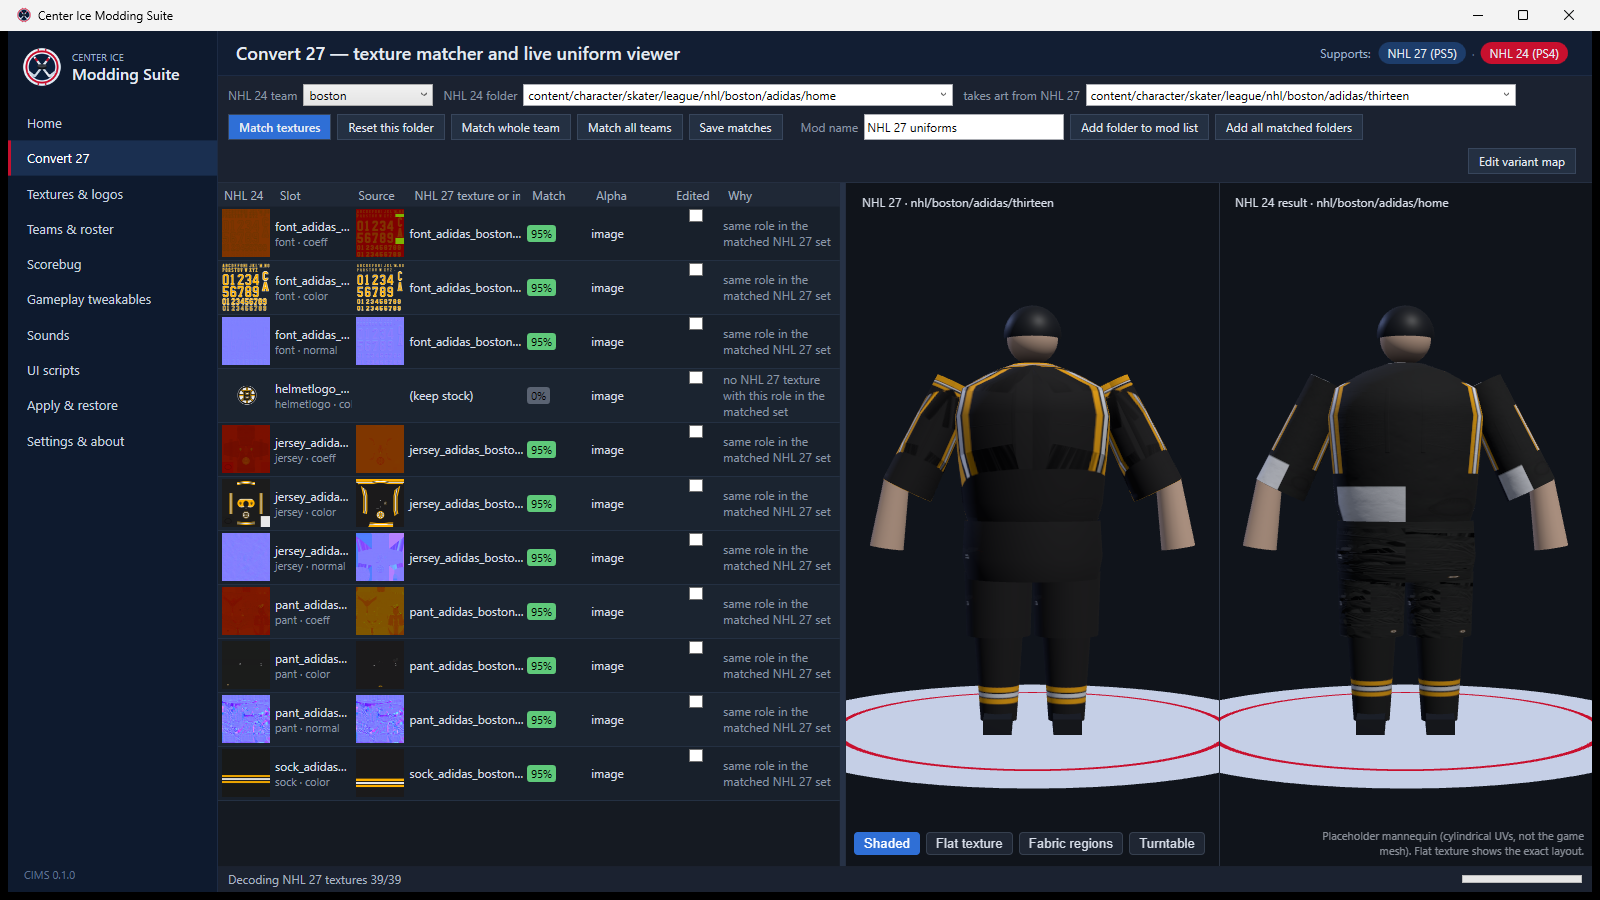 Center Ice Modding Suite
CENTER ICE
Modding Suite
Convert 27 — texture matcher and live uniform viewer
Supports: NHL 27 (PS5) · NHL 24 (PS4)
Home
Convert 27
Textures & logos
Teams & roster
Scorebug
Gameplay tweakables
Sounds
UI scripts
Apply & restore
Settings & about
CIMS 0.1.0
NHL 24 team boston NHL 24 folder content/character/skater/league/nhl/boston/adidas/home takes art from NHL 27 content/character/skater/league/nhl/boston/adidas/thirteen
Match textures Reset this folder Match whole team Match all teams Save matches Mod name NHL 27 uniforms Add folder to mod list Add all matched folders
Edit variant map
NHL 24 Slot Source NHL 27 texture or in Match Alpha Edited Why
font_adidas_... font_adidas_boston... 95% image same role in the
font · coeff matched NHL 27 set
font_adidas_... font_adidas_boston... 95% image same role in the
font · color matched NHL 27 set
font_adidas_... font_adidas_boston... 95% image same role in the
font · normal matched NHL 27 set
helmetlogo_... (keep stock) 0% image no NHL 27 texture
helmetlogo · col with this role in the
matched set
jersey_adida... jersey_adidas_bosto... 95% image same role in the
jersey · coeff matched NHL 27 set
jersey_adida... jersey_adidas_bosto... 95% image same role in the
jersey · color matched NHL 27 set
jersey_adida... jersey_adidas_bosto... 95% image same role in the
jersey · normal matched NHL 27 set
pant_adidas... pant_adidas_boston... 95% image same role in the
pant · coeff matched NHL 27 set
pant_adidas... pant_adidas_boston... 95% image same role in the
pant · color matched NHL 27 set
pant_adidas... pant_adidas_boston... 95% image same role in the
pant · normal matched NHL 27 set
sock_adidas... sock_adidas_boston... 95% image same role in the
sock · color matched NHL 27 set
NHL 27 · nhl/boston/adidas/thirteen
NHL 24 result · nhl/boston/adidas/home
Shaded Flat texture Fabric regions Turntable
Placeholder mannequin (cylindrical UVs, not the game
mesh). Flat texture shows the exact layout.
Decoding NHL 27 textures 39/39